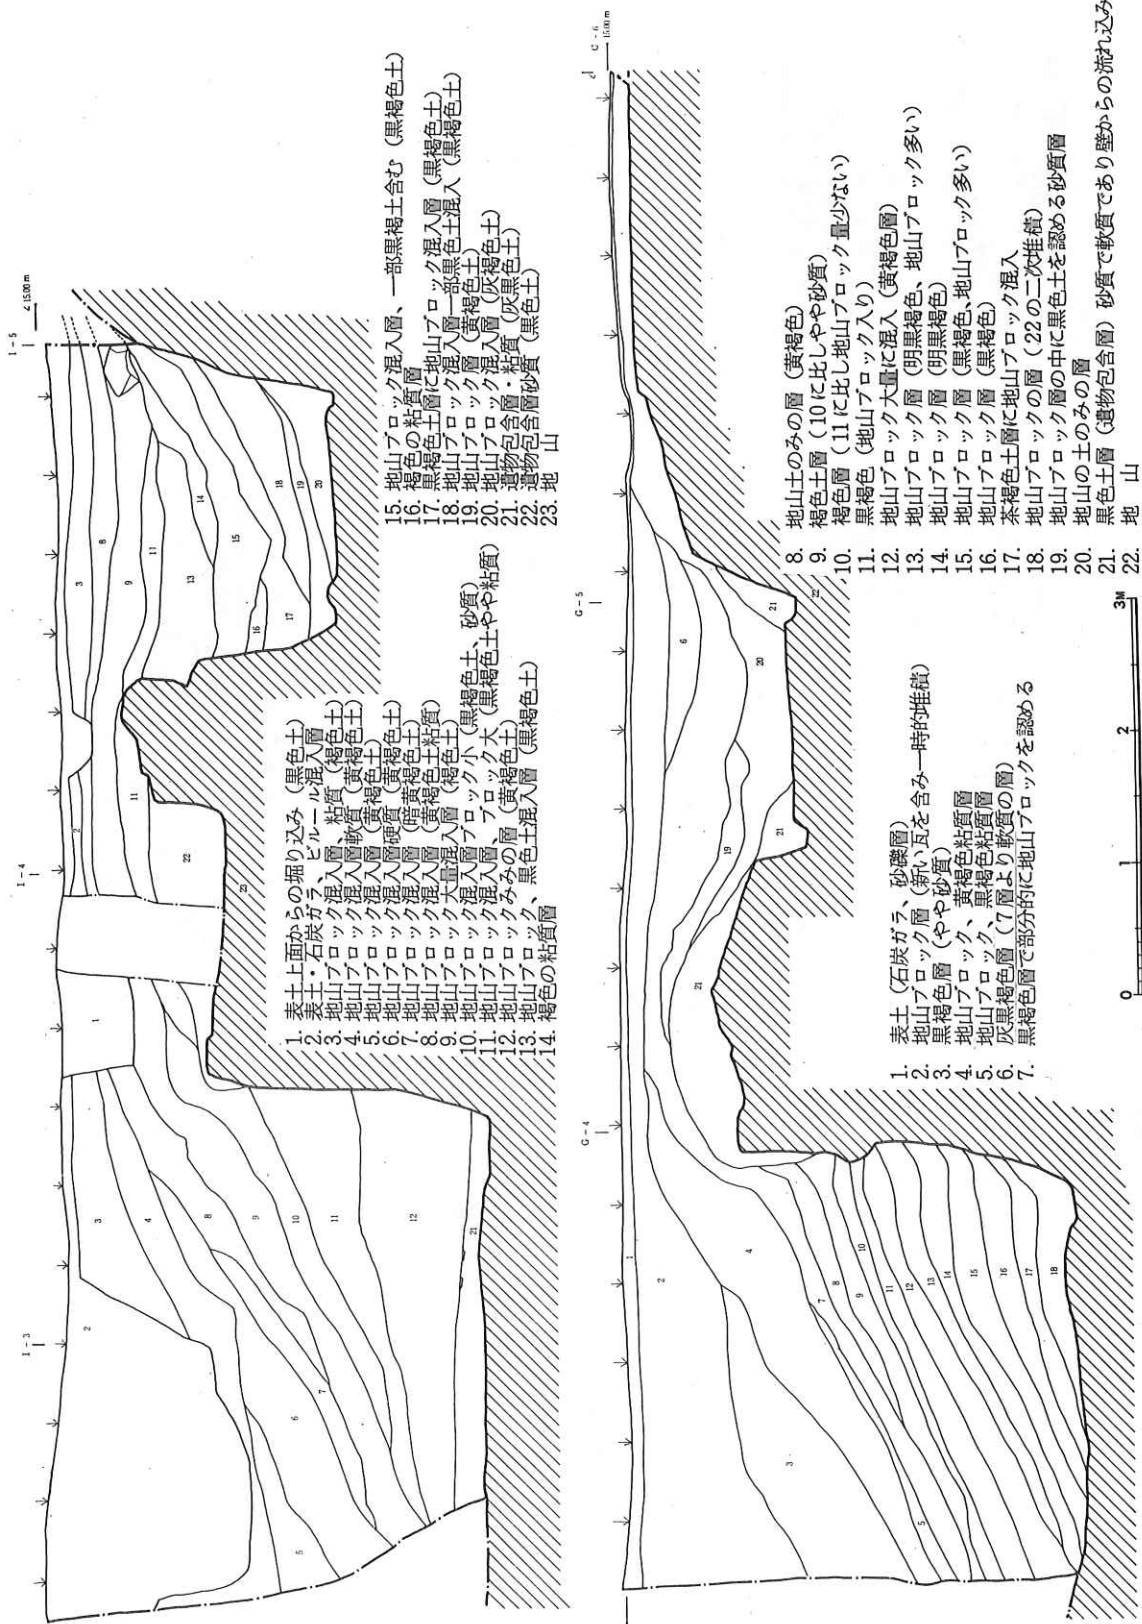 I-3
I-4
I-5
∠15.00m
1. 表土上面からの堀り込み (黒色土)
2. 表土・石炭ガラ、ビルール混入層
3. 地山ブロック混入層、粘質 (褐色土)
4. 地山ブロック混入層軟質 (黄褐色土)
5. 地山ブロック混入層 (黄褐色土)
6. 地山ブロック混入層硬質 (黄褐色土)
7. 地山ブロック混入層 (暗黄褐色土)
8. 地山ブロック混入層 (黄褐色土粘質)
9. 地山ブロック大量混入層 (褐色土)
10. 地山ブロック混入層ブロック小 (黒褐色土、砂質)
11. 地山ブロック混入層、ブロック大 (黒褐色土やや粘質)
12. 地山ブロックみみの層 (黄褐色土)
13. 地山ブロック、黒色土混入層 (黒褐色土)
14. 褐色の粘質層
15. 地山ブロック混入層、一部黒褐土含む (黒褐色土)
16. 褐色の粘質層
17. 黒褐色土層に地山ブロック混入層 (黒褐色土)
18. 地山ブロック混入層一部黒色土混入 (黒褐色土)
19. 地山ブロック層 (黄褐色土)
20. 地山ブロック混入層 (灰褐色土)
21. 遺物包含層・粘質 (灰黒色土)
22. 遺物包含層砂質 (黒色土)
23. 地 山
G-4
G-5
G-6
15.00m
1. 表土 (石炭ガラ、砂礫層)
2. 地山ブロック層 (新い瓦を含み一時的堆積)
3. 黒褐色層 (やや砂質)
4. 地山ブロック、黄褐色粘質層
5. 地山ブロック、黒褐色粘質層
6. 灰黒褐色層 (7層より軟質の層)
7. 黒褐色層で部分的に地山ブロックを認める
8. 地山土のみの層 (黄褐色)
9. 褐色土層 (10に比しやや砂質)
10. 褐色層 (11に比し地山ブロック量少ない)
11. 黒褐色 (地山ブロック入り)
12. 地山ブロック大量に混入 (黄褐色層)
13. 地山ブロック層 (明黒褐色、地山ブロック多い)
14. 地山ブロック層 (明黒褐色)
15. 地山ブロック層 (黒褐色、地山ブロック多い)
16. 地山ブロック層 (黒褐色)
17. 茶褐色土層に地山ブロック混入
18. 地山ブロックの層 (22の二次堆積)
19. 地山ブロック層の中に黒色土を認める砂質層
20. 地山の土のみの層
21. 黒色土層 (遺物包含層) 砂質で軟質であり壁からの流れ込み
22. 地 山
0 1 2 3M